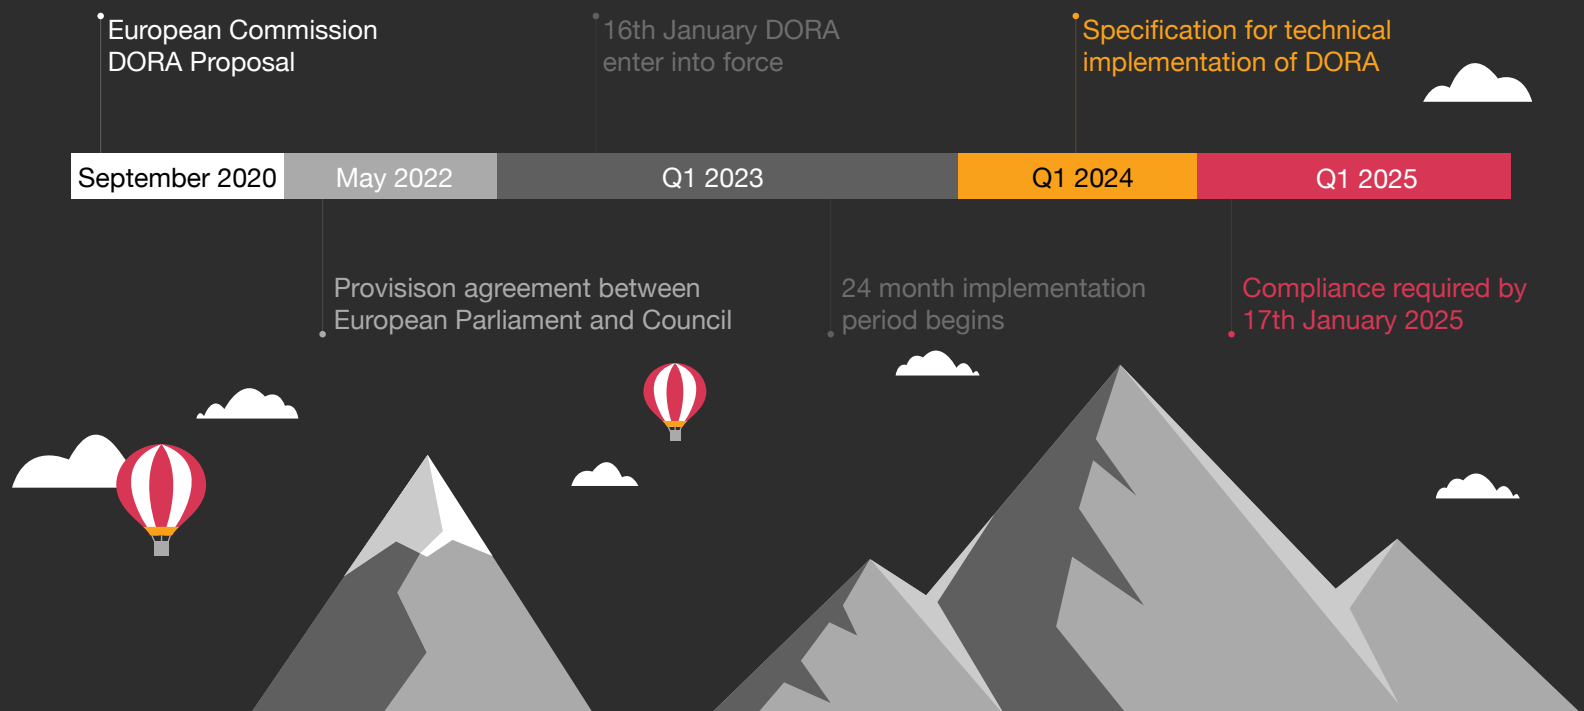 European Commission
DORA Proposal
16th January DORA
enter into force
Specification for technical
implementation of DORA
September 2020
May 2022
Q1 2023
Q1 2024
Q1 2025
Provisison agreement between
European Parliament and Council
24 month implementation
period begins
Compliance required by
17th January 2025